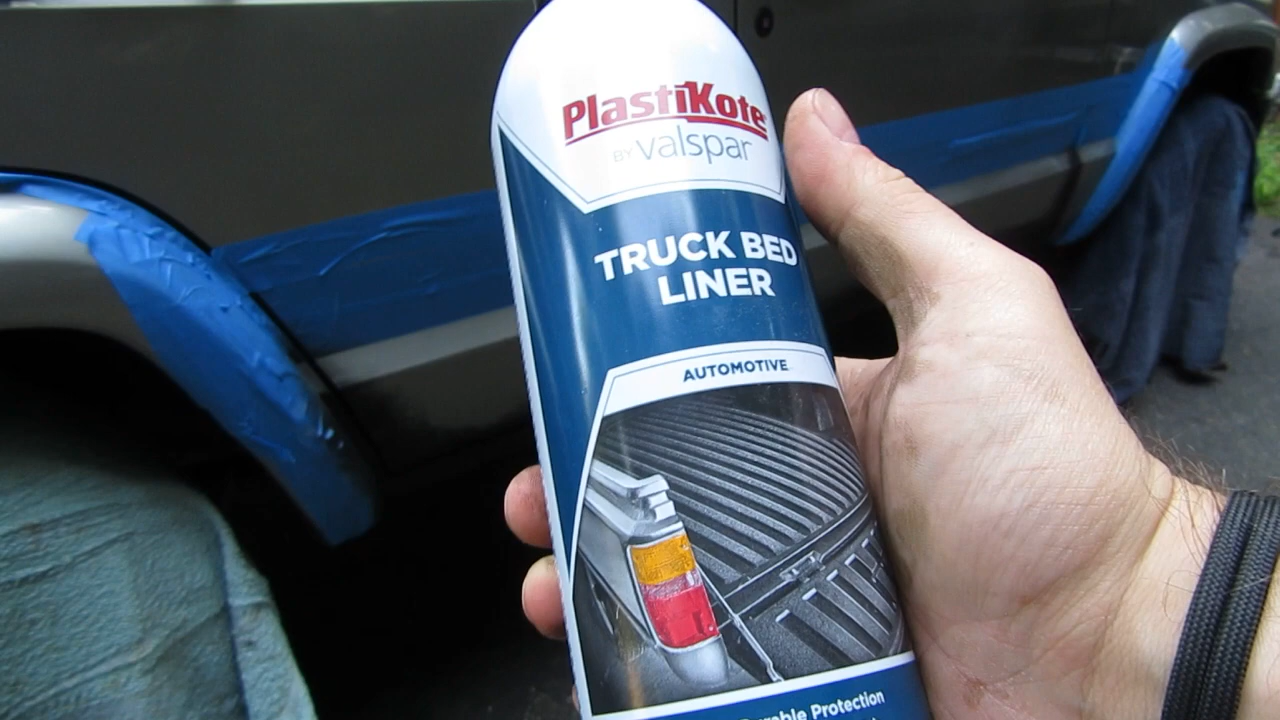 PlastiKote
BY valspar
TRUCK BED
LINER
AUTOMOTIVE
Durable Protection